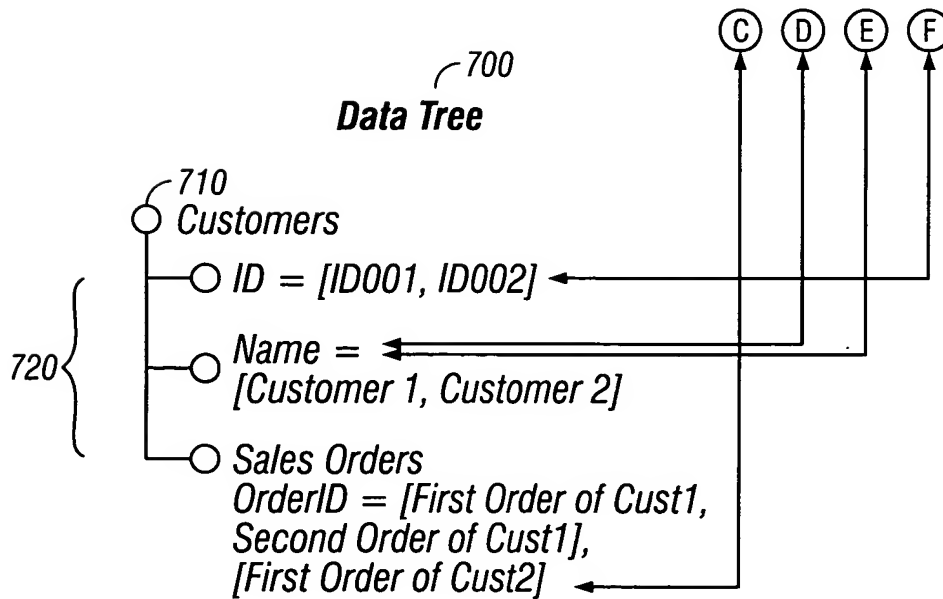 C D E F
700
Data Tree
710
Customers
ID = [ID001, ID002]
720
Name =
[Customer 1, Customer 2]
Sales Orders
OrderID = [First Order of Cust1,
Second Order of Cust1],
[First Order of Cust2]